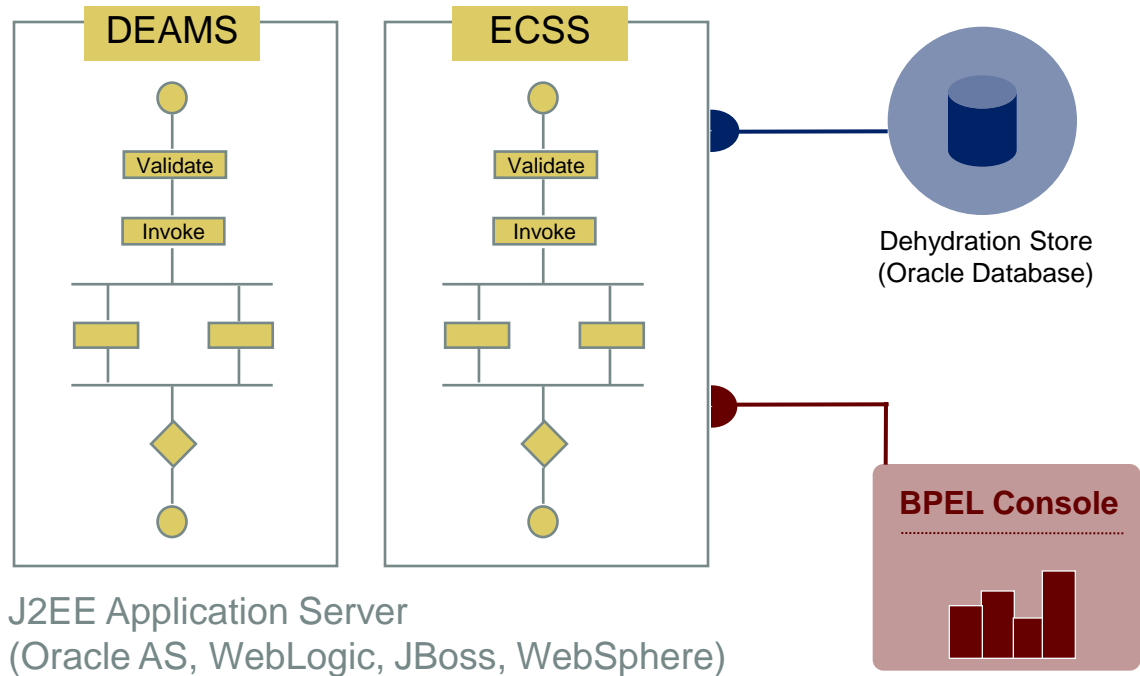 DEAMS
ECSS
Validate
Validate
Invoke
Invoke
Dehydration Store
(Oracle Database)
BPEL Console
J2EE Application Server
(Oracle AS, WebLogic, JBoss, WebSphere)